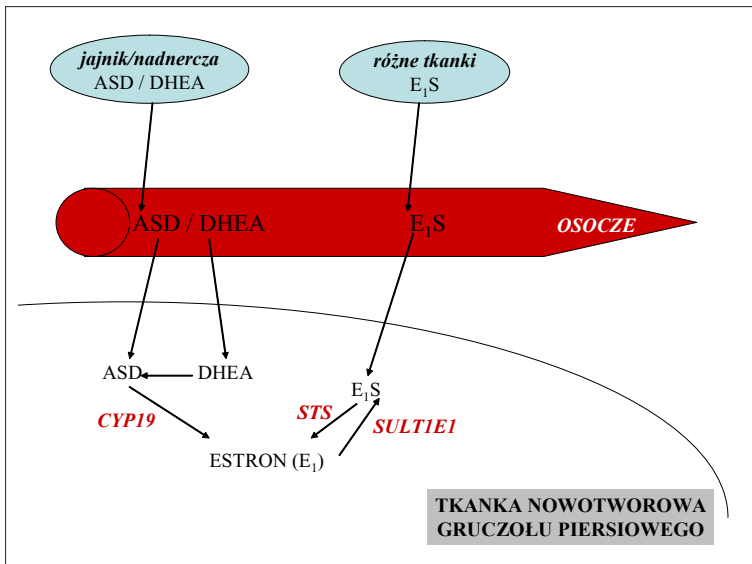 jajnik/nadnercza
ASD / DHEA
różne tkanki
E₁S
ASD / DHEA
E₁S
OSOCZE
ASD
DHEA
E₁S
CYP19
STS
SULT1E1
ESTRON (E₁)
TKANKA NOWOTWOROWA
GRUCZOŁU PIERSIOWEGO